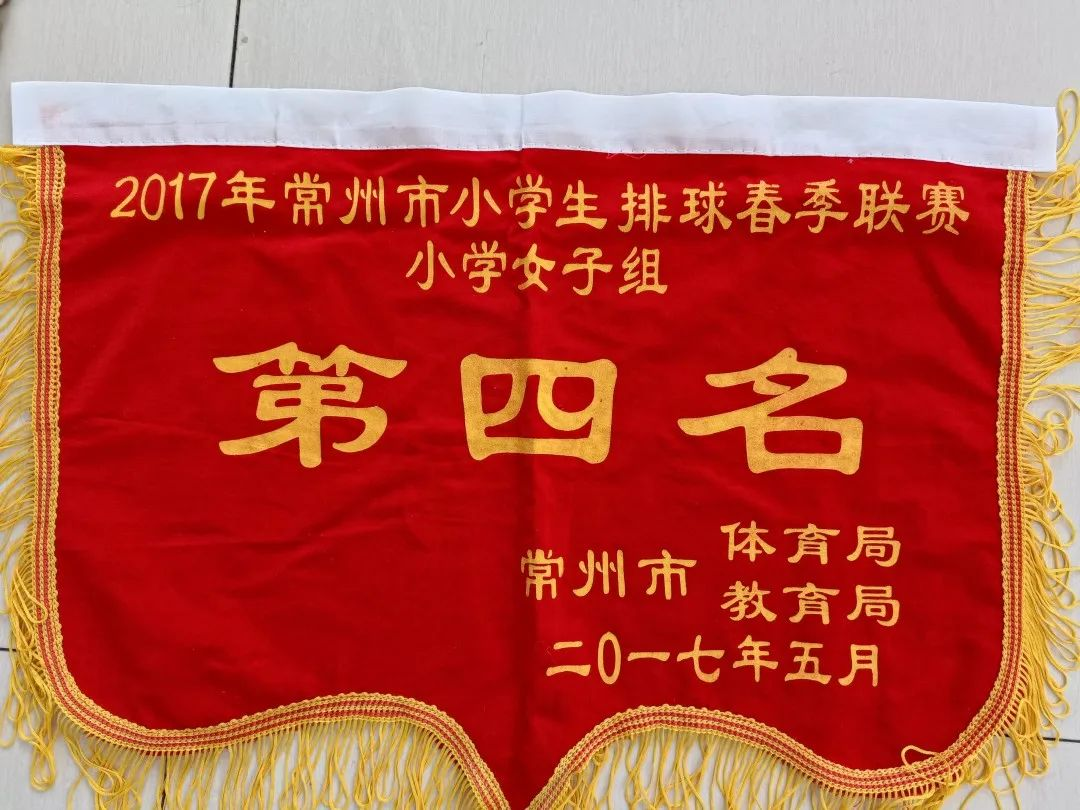 2017年常州市小学生排球春季联赛
小学女子组
第四名
常州市 体育局
教育局
二0一七年五月